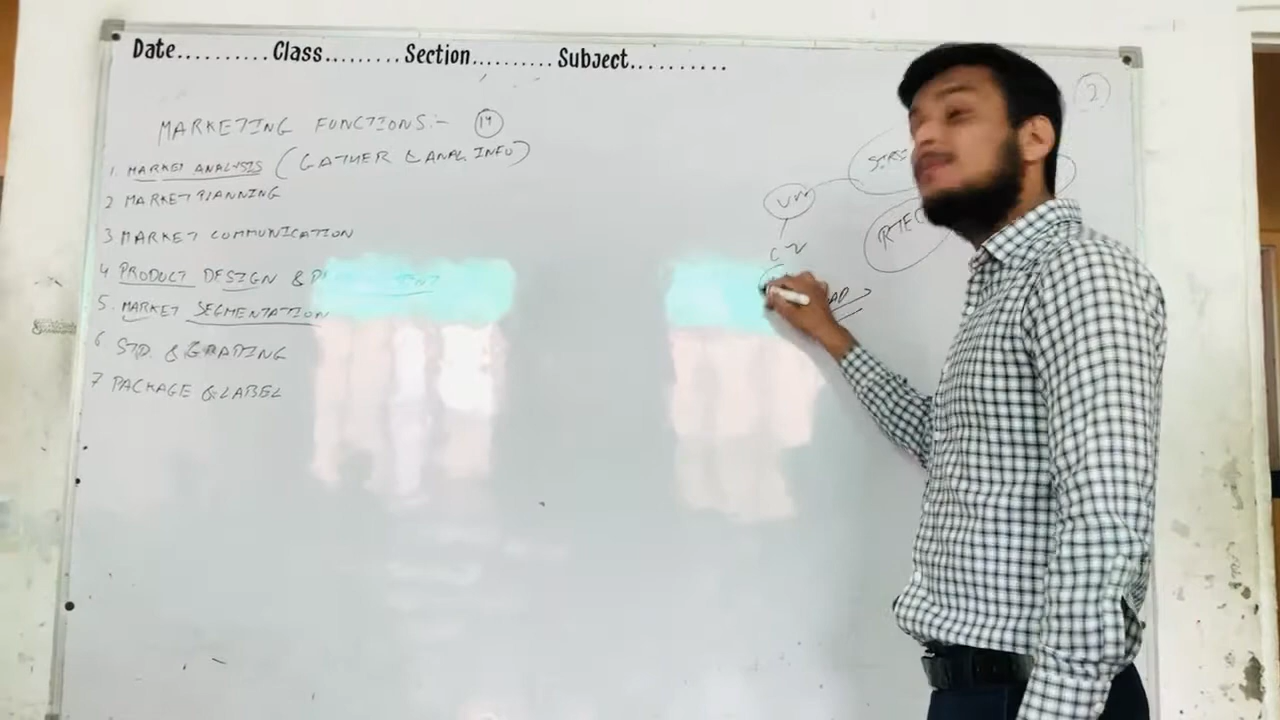 Date.......... Class........ Section.......... Subject..........
MARKETING FUNCTIONS:- 14
1. MARKET ANALYSIS (GATHER & ANAL INFO)
2 MARKET PLANNING
3 MARKET COMMUNICATION
4 PRODUCT DESIGN &
5. MARKET SEGMENTATION
6 STD. & GRADING
7 PACKAGE & LABEL
2